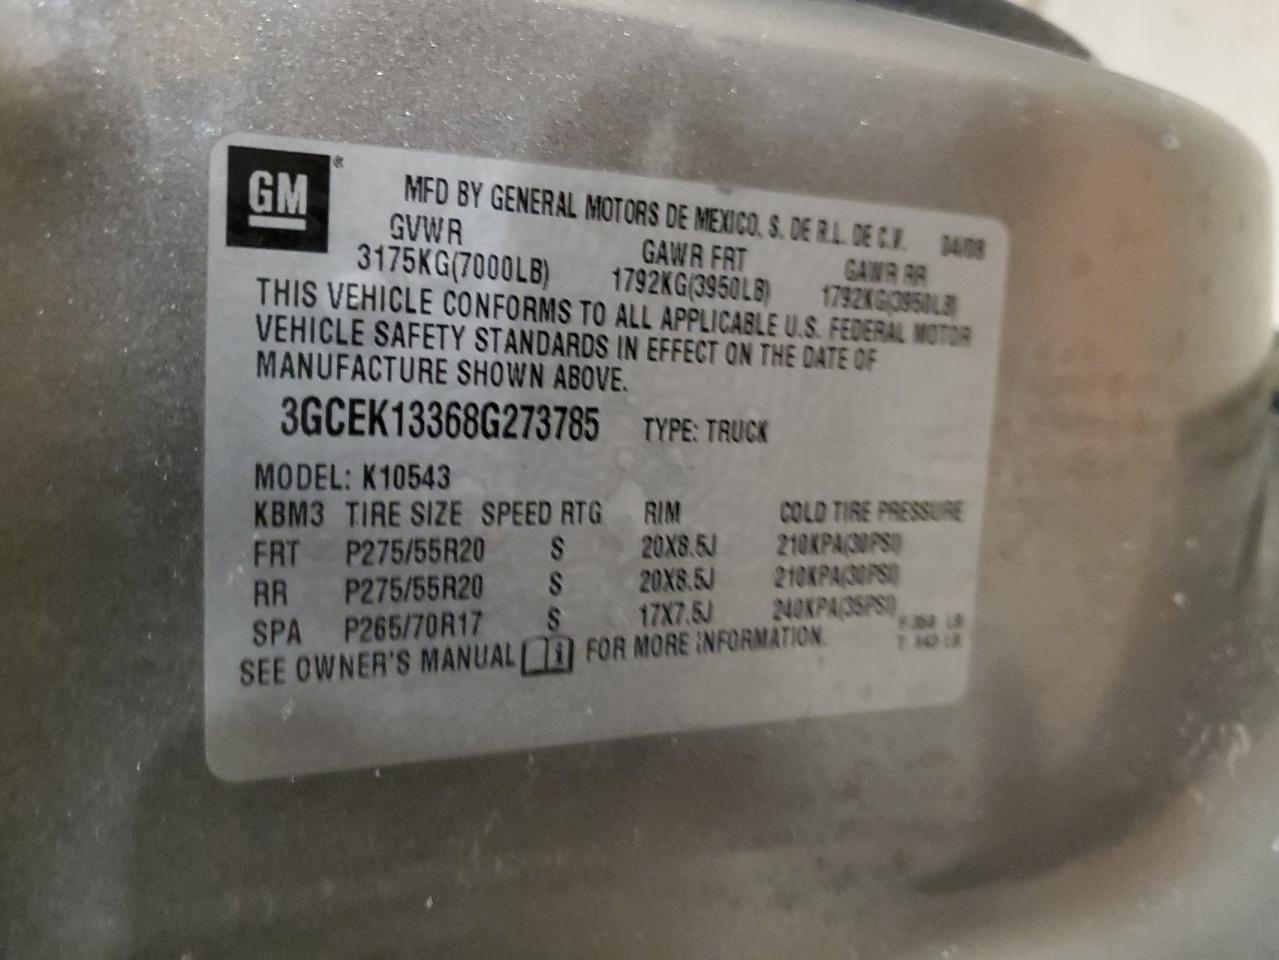 GM ®
MFD BY GENERAL MOTORS DE MEXICO, S. DE R.L. DE C.V. 04/08
GVWR GAWR FRT GAWR RR
3175KG(7000LB) 1792KG(3950LB) 1792KG(3950LB)
THIS VEHICLE CONFORMS TO ALL APPLICABLE U.S. FEDERAL MOTOR
VEHICLE SAFETY STANDARDS IN EFFECT ON THE DATE OF
MANUFACTURE SHOWN ABOVE.
3GCEK13368G273785 TYPE: TRUCK
MODEL: K10543
KBM3 TIRE SIZE SPEED RTG RIM COLD TIRE PRESSURE
FRT P275/55R20 S 20X8.5J 210KPA(30PSI)
RR P275/55R20 S 20X8.5J 210KPA(30PSI)
SPA P265/70R17 S 17X7.5J 240KPA(35PSI)
SEE OWNER'S MANUAL i FOR MORE INFORMATION.